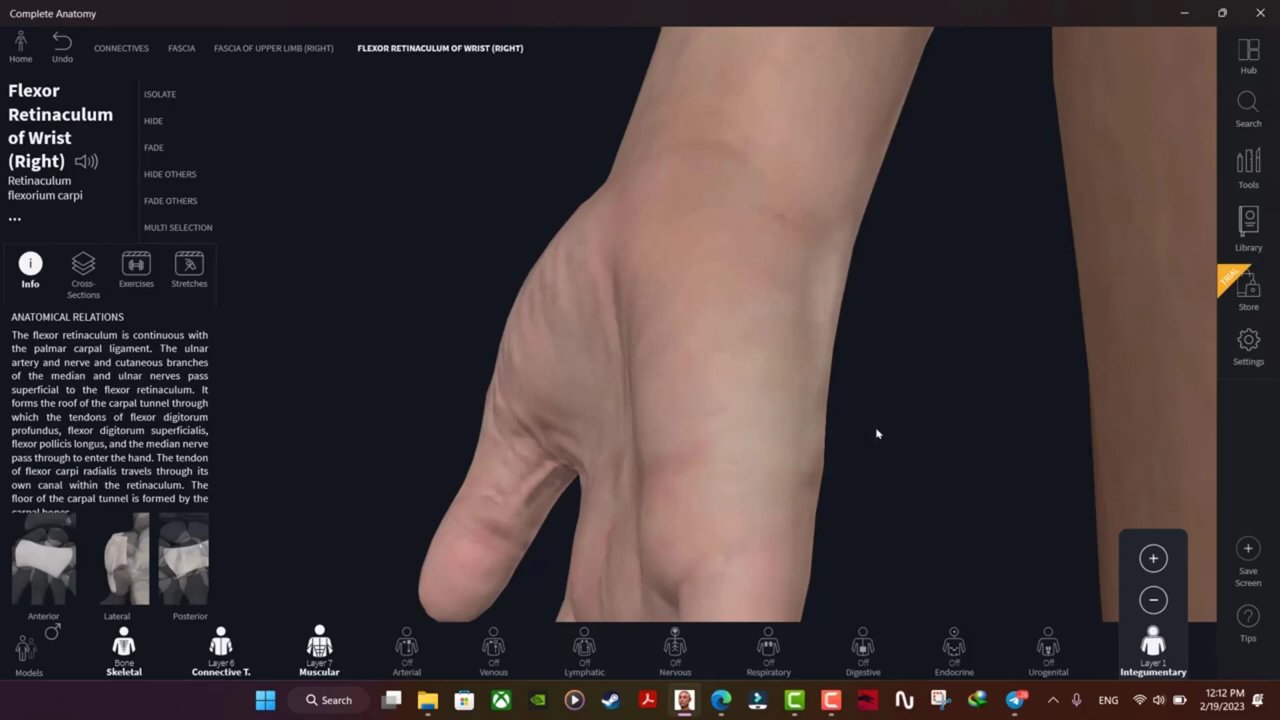 Complete Anatomy
Home
Undo
CONNECTIVES
FASCIA
FASCIA OF UPPER LIMB (RIGHT)
FLEXOR RETINACULUM OF WRIST (RIGHT)
Flexor
Retinaculum
of Wrist
(Right)
Retinaculum
flexorium carpi
...
ISOLATE
HIDE
FADE
HIDE OTHERS
FADE OTHERS
MULTI SELECTION
Info
Cross-
Sections
Exercises
Stretches
ANATOMICAL RELATIONS
The flexor retinaculum is continuous with
the palmar carpal ligament. The ulnar
artery and nerve and cutaneous branches
of the median and ulnar nerves pass
superficial to the flexor retinaculum. It
forms the roof of the carpal tunnel through
which the tendons of flexor digitorum
profundus, flexor digitorum superficialis,
flexor pollicis longus, and the median nerve
pass through to enter the hand. The tendon
of flexor carpi radialis travels through its
own canal within the retinaculum. The
floor of the carpal tunnel is formed by the
carpal bones.
Anterior
Lateral
Posterior
Hub
Search
Tools
Library
TRIAL
Store
Settings
+
Save
Screen
?
Tips
+
−
Models
Bone
Skeletal
Layer 6
Connective T.
Layer 7
Muscular
Off
Arterial
Off
Venous
Off
Lymphatic
Off
Nervous
Off
Respiratory
Off
Digestive
Off
Endocrine
Off
Urogenital
Layer 1
Integumentary
Search
ENG
12:12 PM
2/19/2023